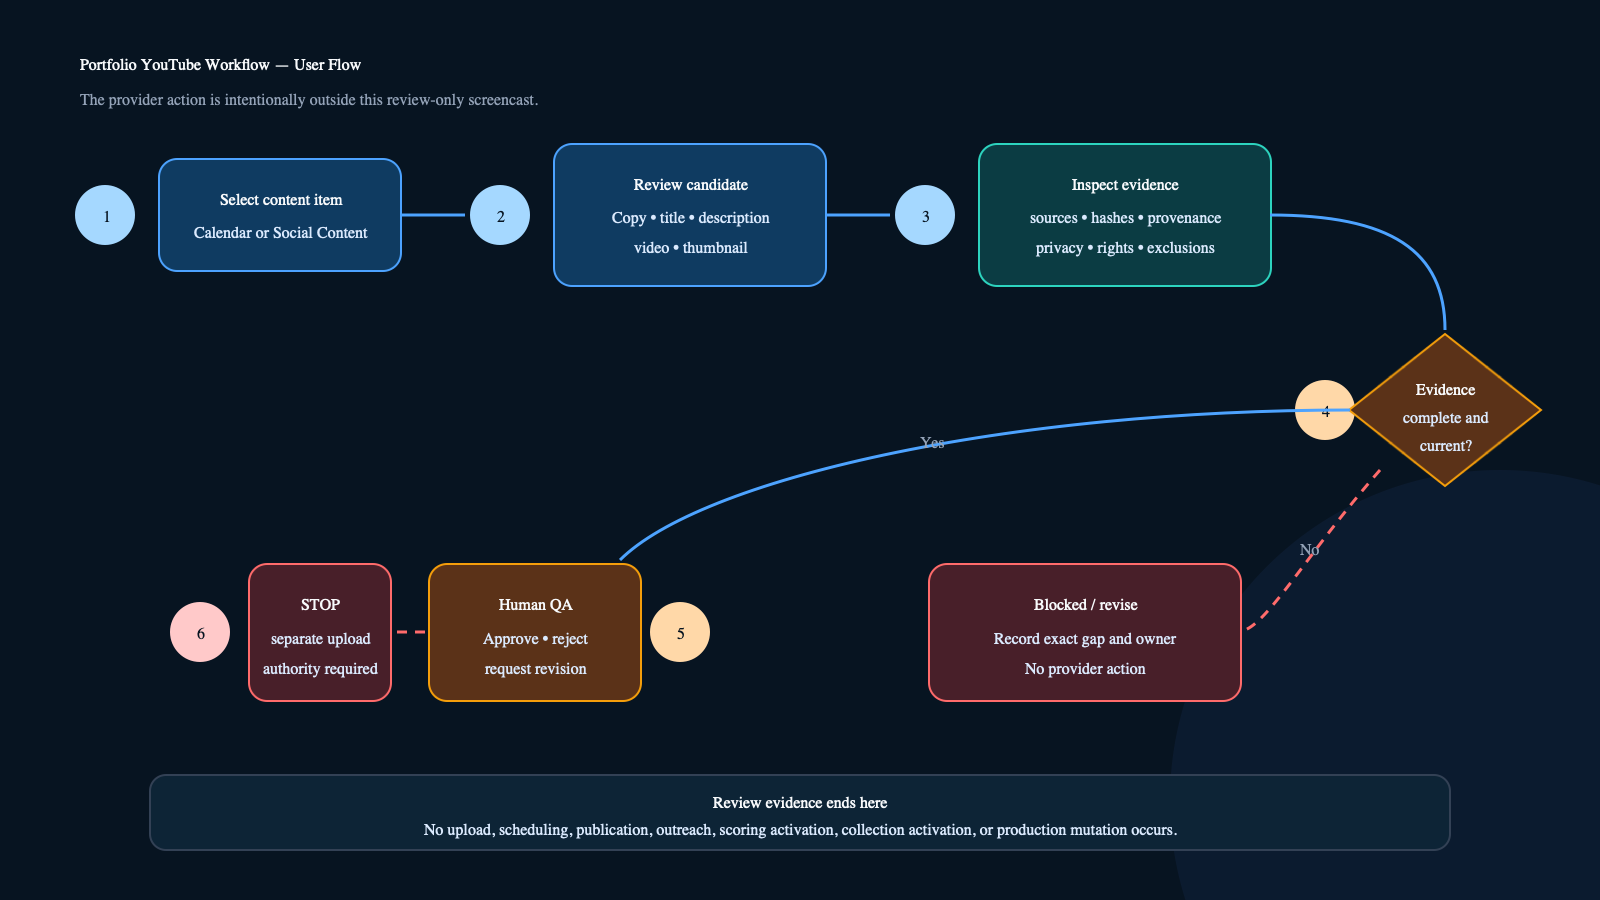 Portfolio YouTube Workflow — User Flow
The provider action is intentionally outside this review-only screencast.
1
Select content item
Calendar or Social Content
2
Review candidate
Copy • title • description
video • thumbnail
3
Inspect evidence
sources • hashes • provenance
privacy • rights • exclusions
4
Evidence
complete and
current?
Yes
No
6
STOP
separate upload
authority required
Human QA
Approve • reject
request revision
5
Blocked / revise
Record exact gap and owner
No provider action
Review evidence ends here
No upload, scheduling, publication, outreach, scoring activation, collection activation, or production mutation occurs.